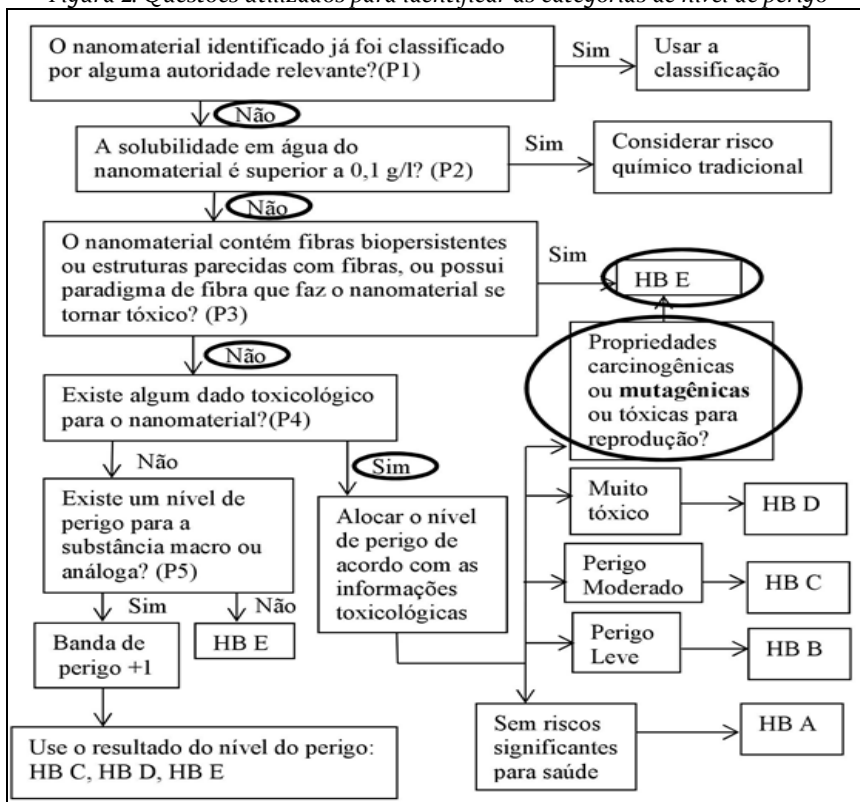 Figura 2. Questões utilizados para identificar as categorias de nível de perigo
O nanomaterial identificado já foi classificado
por alguma autoridade relevante?(P1)
Sim
Usar a
classificação
Não
A solubilidade em água do
nanomaterial é superior a 0,1 g/l? (P2)
Sim
Considerar risco
químico tradicional
Não
O nanomaterial contém fibras biopersistentes
ou estruturas parecidas com fibras, ou possui
paradigma de fibra que faz o nanomaterial se
tornar tóxico? (P3)
Sim
HB E
Não
Propriedades
carcinogênicas
ou mutagênicas
ou tóxicas para
reprodução?
Existe algum dado toxicológico
para o nanomaterial?(P4)
Não
Sim
Existe um nível de
perigo para a
substância macro ou
análoga? (P5)
Alocar o nível
de perigo de
acordo com as
informações
toxicológicas
Muito
tóxico
HB D
Perigo
Moderado
HB C
Perigo
Leve
HB B
Sim
Não
Banda de
perigo +1
HB E
Sem riscos
significantes
para saúde
HB A
Use o resultado do nível do perigo:
HB C, HB D, HB E